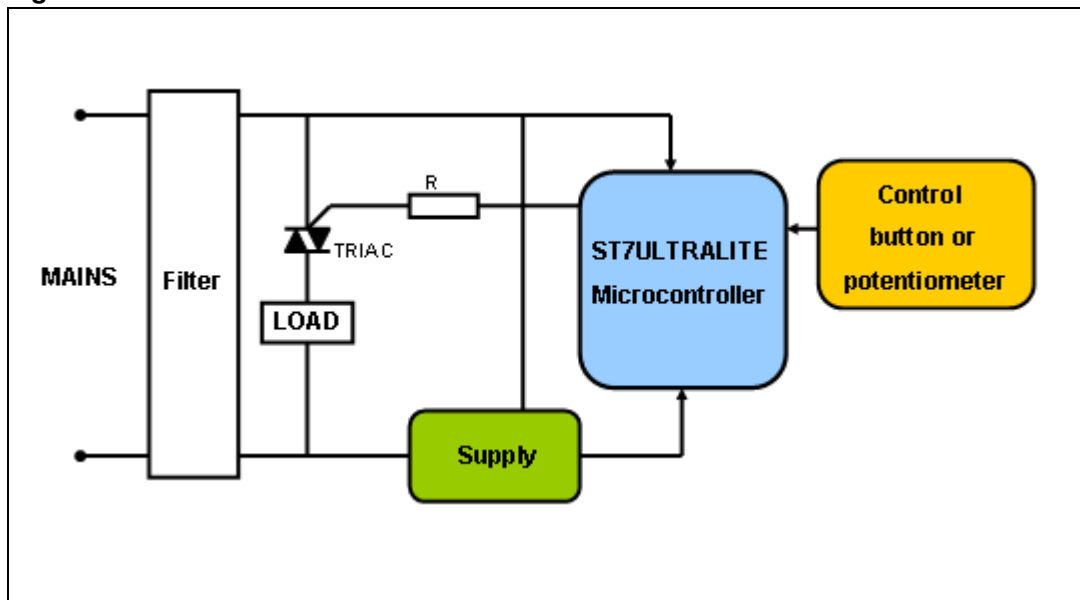 R
TRIAC
MAINS
Filter
LOAD
Supply
ST7ULTRALITE
Microcontroller
Control
button or
potentiometer